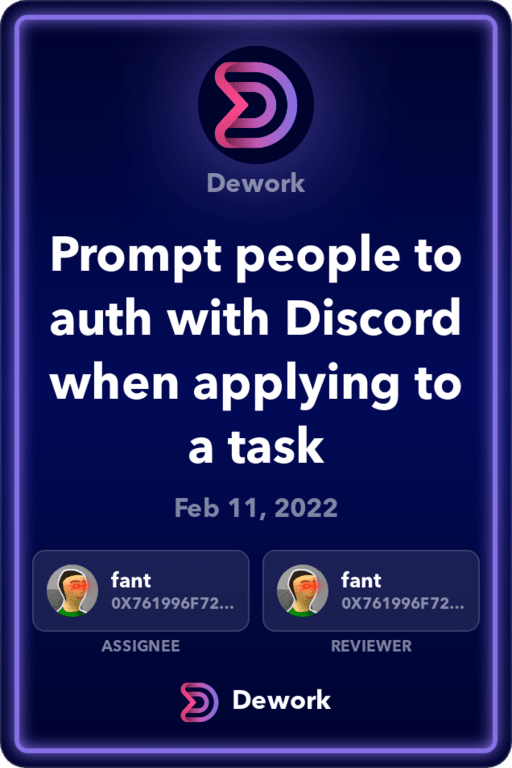 Dework
Prompt people to
auth with Discord
when applying to
a task
Feb 11, 2022
fant
0X761996F72...
ASSIGNEE
fant
0X761996F72...
REVIEWER
Dework